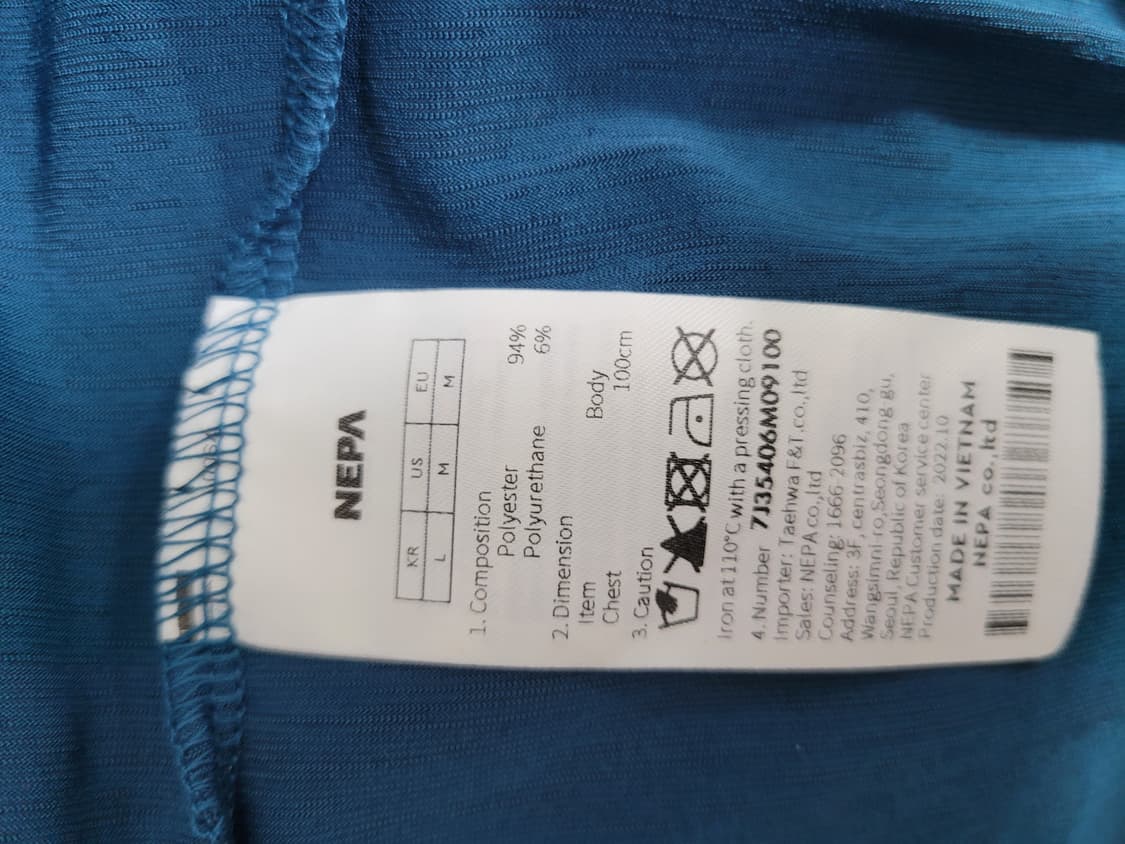 NEPA
KR US EU
L M M
1. Composition
Polyester 94%
Polyurethane 6%
2. Dimension
Item Body
Chest 100cm
3. Caution
Iron at 110°C with a pressing cloth.
4. Number 7J35406M09100
Importer: Taehwa F&T.co.,ltd
Sales: NEPA co.,ltd
Counseling: 1666 2096
Address: 3F, centrasbiz, 410,
Wangsimni-ro,Seongdong-gu,
Seoul, Republic of Korea
NEPA Customer service center
Production date: 2022.10
MADE IN VIETNAM
NEPA co.,ltd